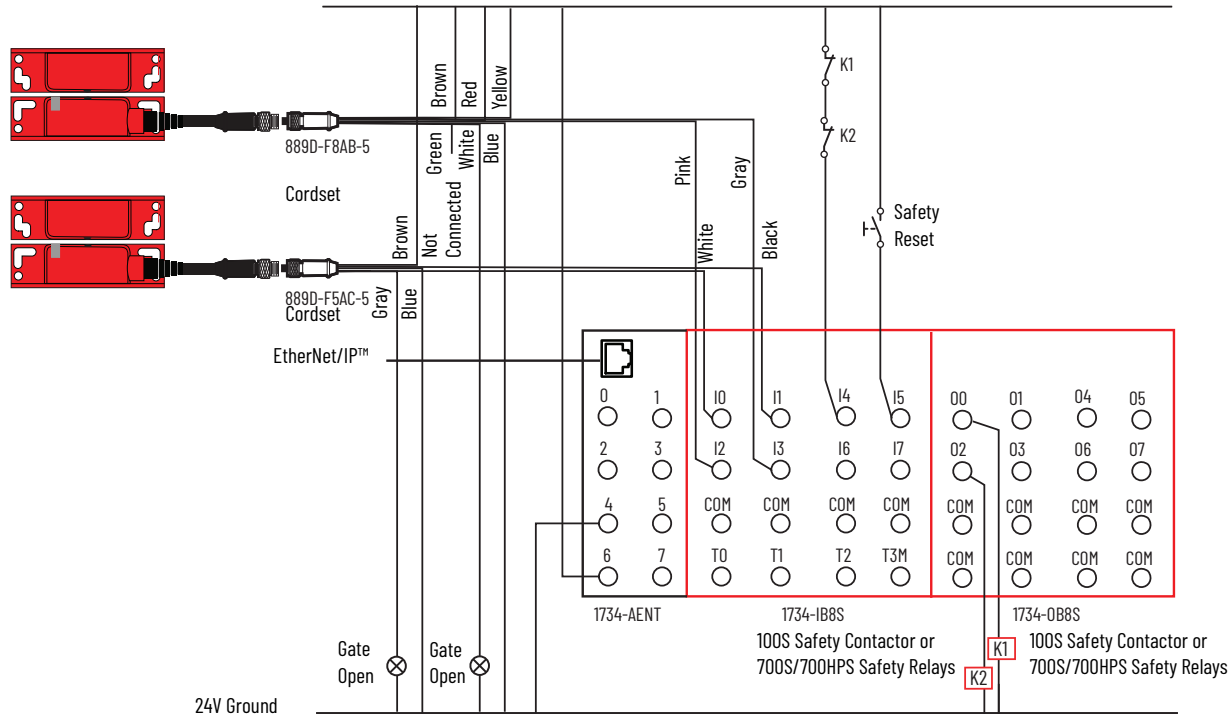 K1
K2
Brown
Red
Yellow
889D-F8AB-5
Cordset
Green
White
Blue
Not
Connected
Pink
Gray
White
Black
Safety
Reset
Brown
889D-F5AC-5
Cordset
Gray
Blue
EtherNet/IP™
0 1 I0 I1 I4 I5 O0 O1 O4 O5
2 3 I2 I3 I6 I7 O2 O3 O6 O7
4 5 COM COM COM COM COM COM COM COM
6 7 T0 T1 T2 T3M COM COM COM COM
1734-AENT 1734-IB8S 1734-OB8S
Gate
Open
Gate
Open
100S Safety Contactor or
700S/700HPS Safety Relays
K2
K1
100S Safety Contactor or
700S/700HPS Safety Relays
24V Ground